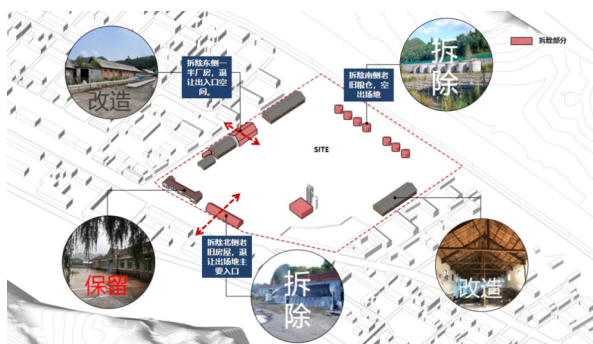 拆除部分
拆
除
改造
拆除东侧一
半厂房，退
让出入口空
间，
拆除南侧老
旧粮仓，空
出场地
SITE
保留
拆除北侧老
旧房屋，退
让出场地主
要入口
拆
除
改造